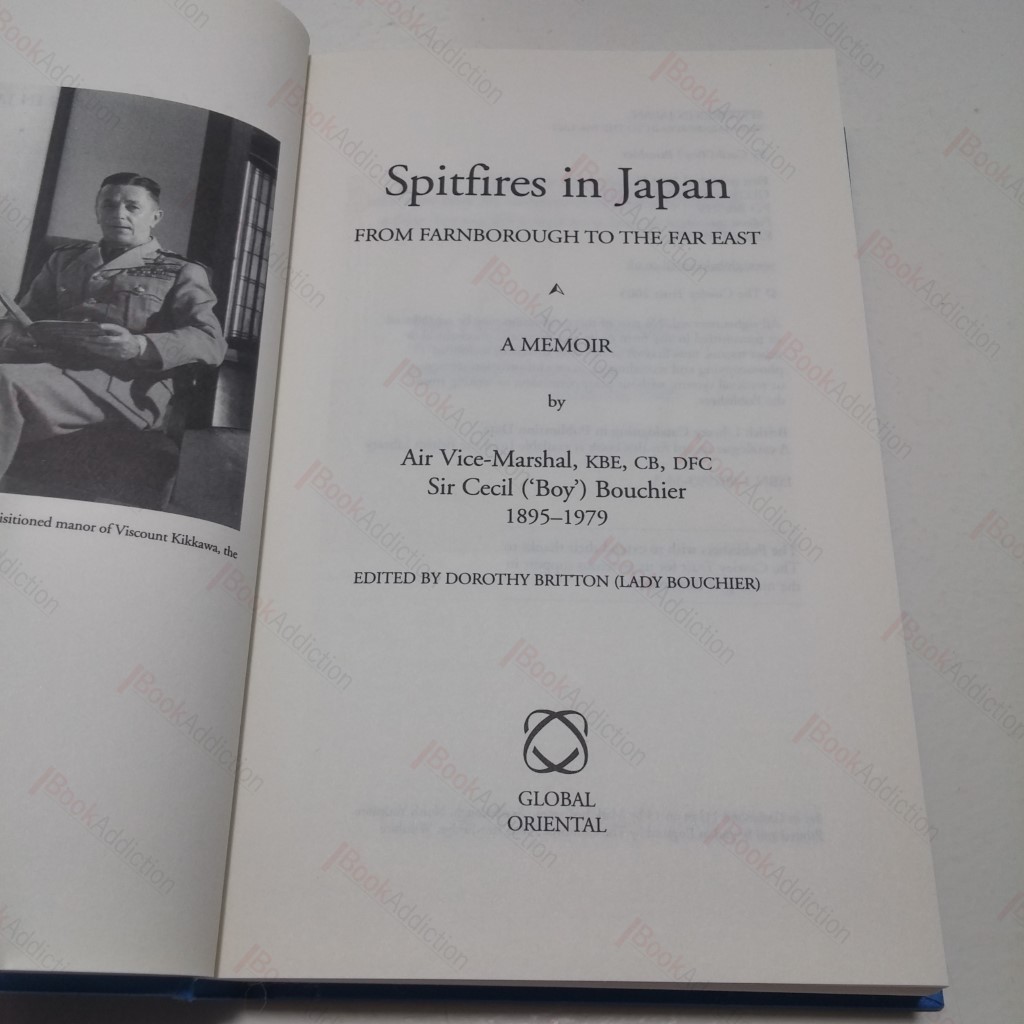 isitioned manor of Viscount Kikkawa, the
Spitfires in Japan
FROM FARNBOROUGH TO THE FAR EAST
A MEMOIR
by
Air Vice-Marshal, KBE, CB, DFC
Sir Cecil (‘Boy’) Bouchier
1895–1979
EDITED BY DOROTHY BRITTON (LADY BOUCHIER)
GLOBAL
ORIENTAL
BookAddiction